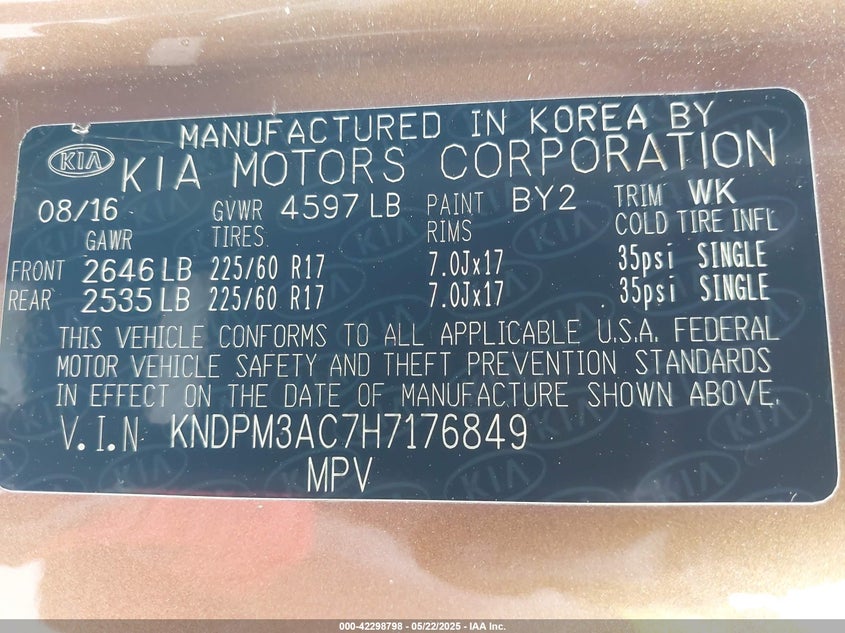 MANUFACTURED IN KOREA BY
KIA KIA MOTORS CORPORATION
08/16 GVWR 4597 LB PAINT BY2 TRIM WK
GAWR TIRES RIMS COLD TIRE INFL
FRONT 2646 LB 225/60 R17 7.0Jx17 35psi SINGLE
REAR 2535 LB 225/60 R17 7.0Jx17 35psi SINGLE
THIS VEHICLE CONFORMS TO ALL APPLICABLE U.S.A. FEDERAL
MOTOR VEHICLE SAFETY AND THEFT PREVENTION STANDARDS
IN EFFECT ON THE DATE OF MANUFACTURE SHOWN ABOVE.
V.I.N KNDPM3AC7H7176849
MPV
000-42298798 - 05/22/2025 - IAA Inc.